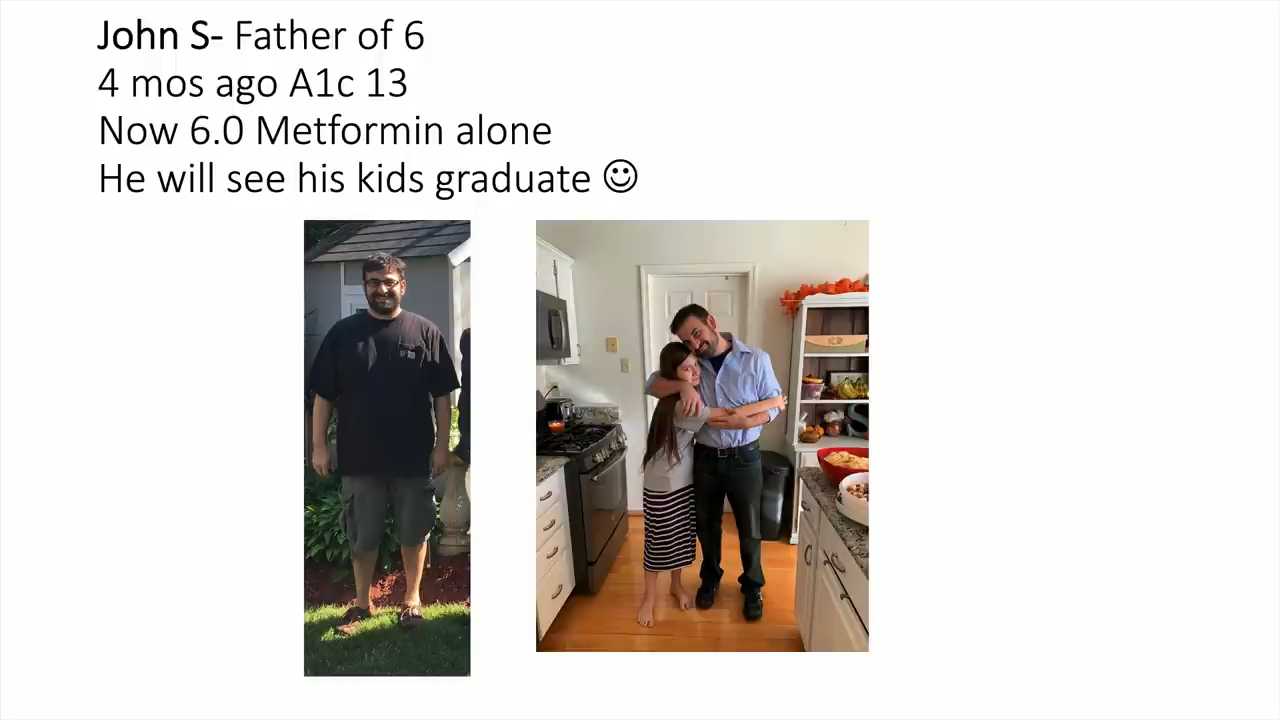 John S- Father of 6
4 mos ago A1c 13
Now 6.0 Metformin alone
He will see his kids graduate ☺